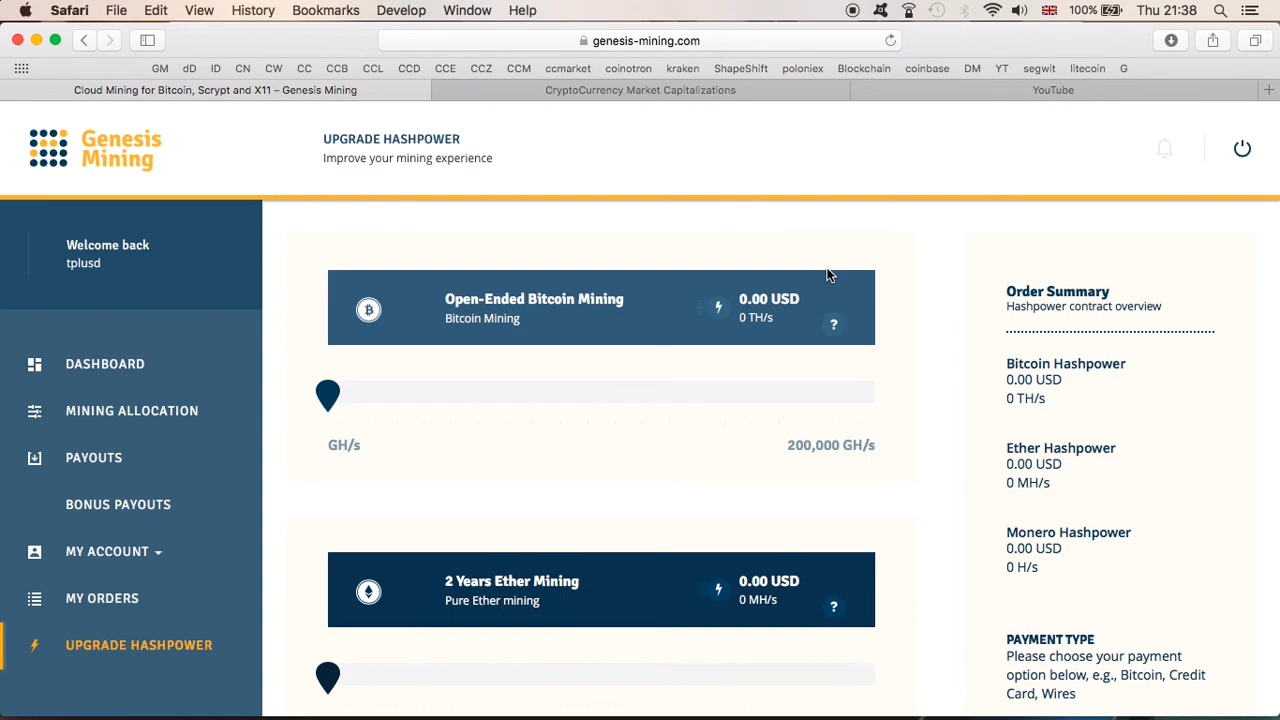 Safari File Edit View History Bookmarks Develop Window Help 100% Thu 21:38
genesis-mining.com
GM dD ID CN CW CC CCB CCL CCD CCE CCZ CCM ccmarket coinotron kraken ShapeShift poloniex Blockchain coinbase DM YT segwit litecoin G
Cloud Mining for Bitcoin, Scrypt and X11 – Genesis Mining CryptoCurrency Market Capitalizations YouTube +
Genesis
Mining
UPGRADE HASHPOWER
Improve your mining experience
Welcome back
tplusd
DASHBOARD
MINING ALLOCATION
PAYOUTS
BONUS PAYOUTS
MY ACCOUNT
MY ORDERS
UPGRADE HASHPOWER
Open-Ended Bitcoin Mining
Bitcoin Mining
0.00 USD
0 TH/s
?
GH/s 200,000 GH/s
2 Years Ether Mining
Pure Ether mining
0.00 USD
0 MH/s
?
Order Summary
Hashpower contract overview
Bitcoin Hashpower
0.00 USD
0 TH/s
Ether Hashpower
0.00 USD
0 MH/s
Monero Hashpower
0.00 USD
0 H/s
PAYMENT TYPE
Please choose your payment
option below, e.g., Bitcoin, Credit
Card, Wires